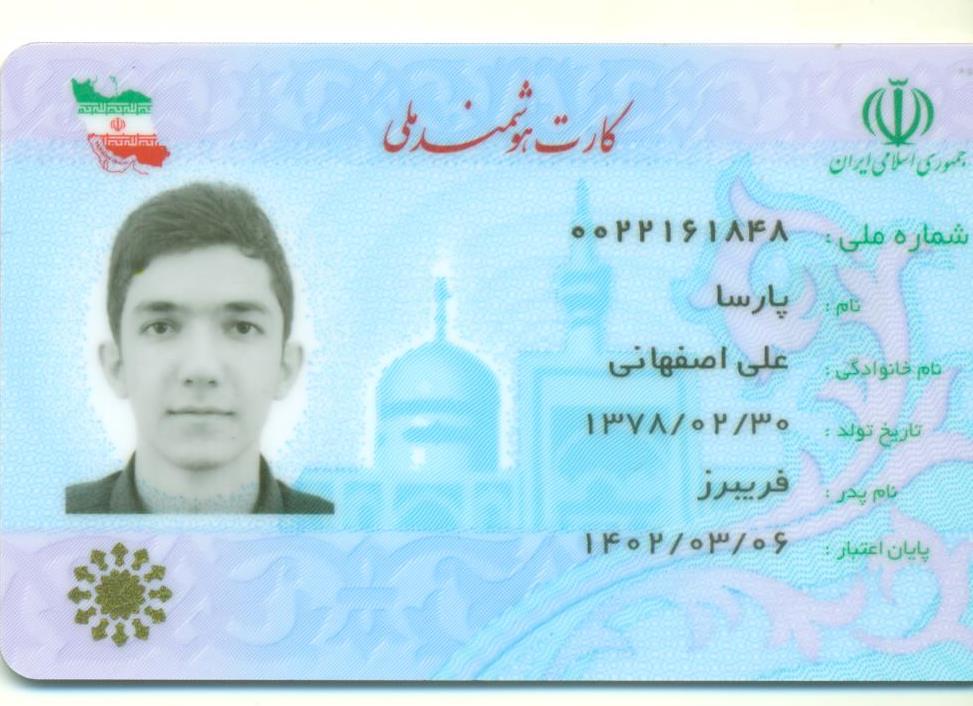 کارت هوشمند ملی
جمهوری اسلامی ایران
شماره ملی : ۰۰۲۲۱۶۱۸۴۸
نام : پارسا
نام خانوادگی : علی اصفهانی
تاریخ تولد : ۱۳۷۸/۰۲/۳۰
نام پدر : فریبرز
پایان اعتبار : ۱۴۰۲/۰۳/۰۶